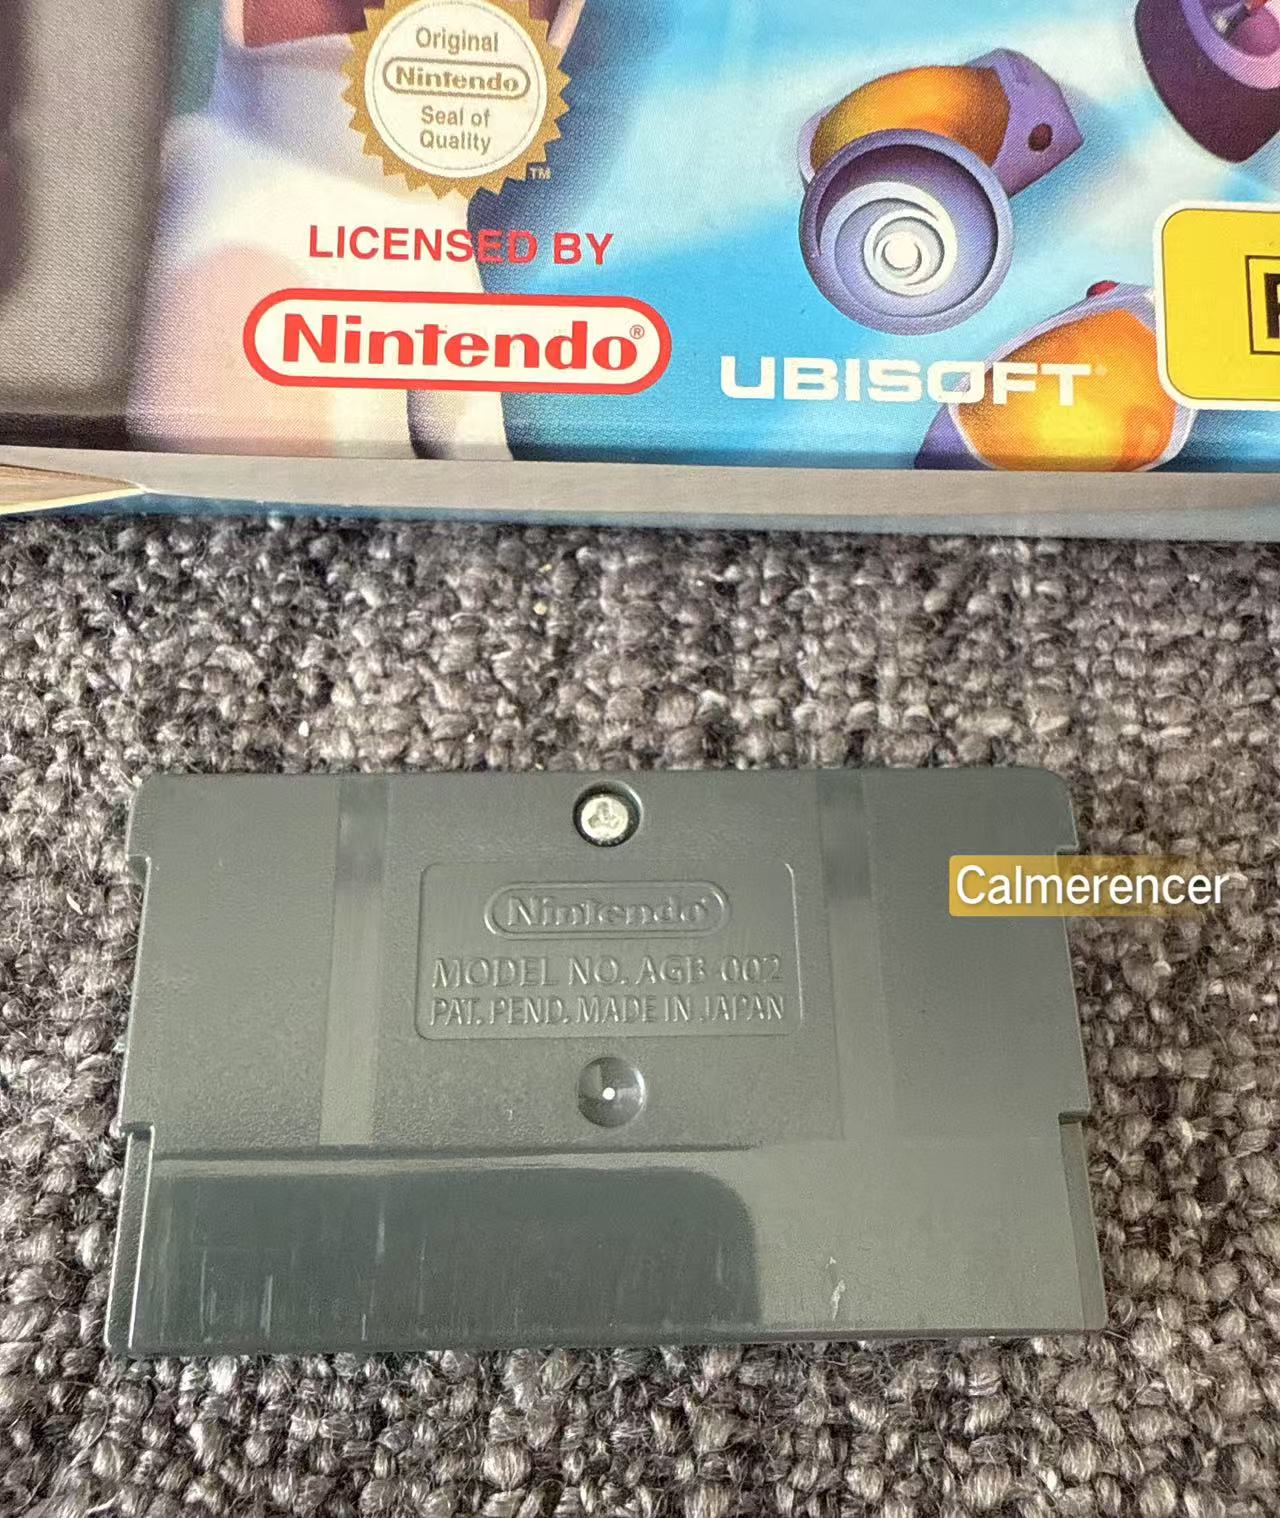 Original
Nintendo
Seal of
Quality
TM
LICENSED BY
Nintendo®
UBISOFT
Nintendo
MODEL NO. AGB-002
PAT. PEND. MADE IN JAPAN
Calmerencer